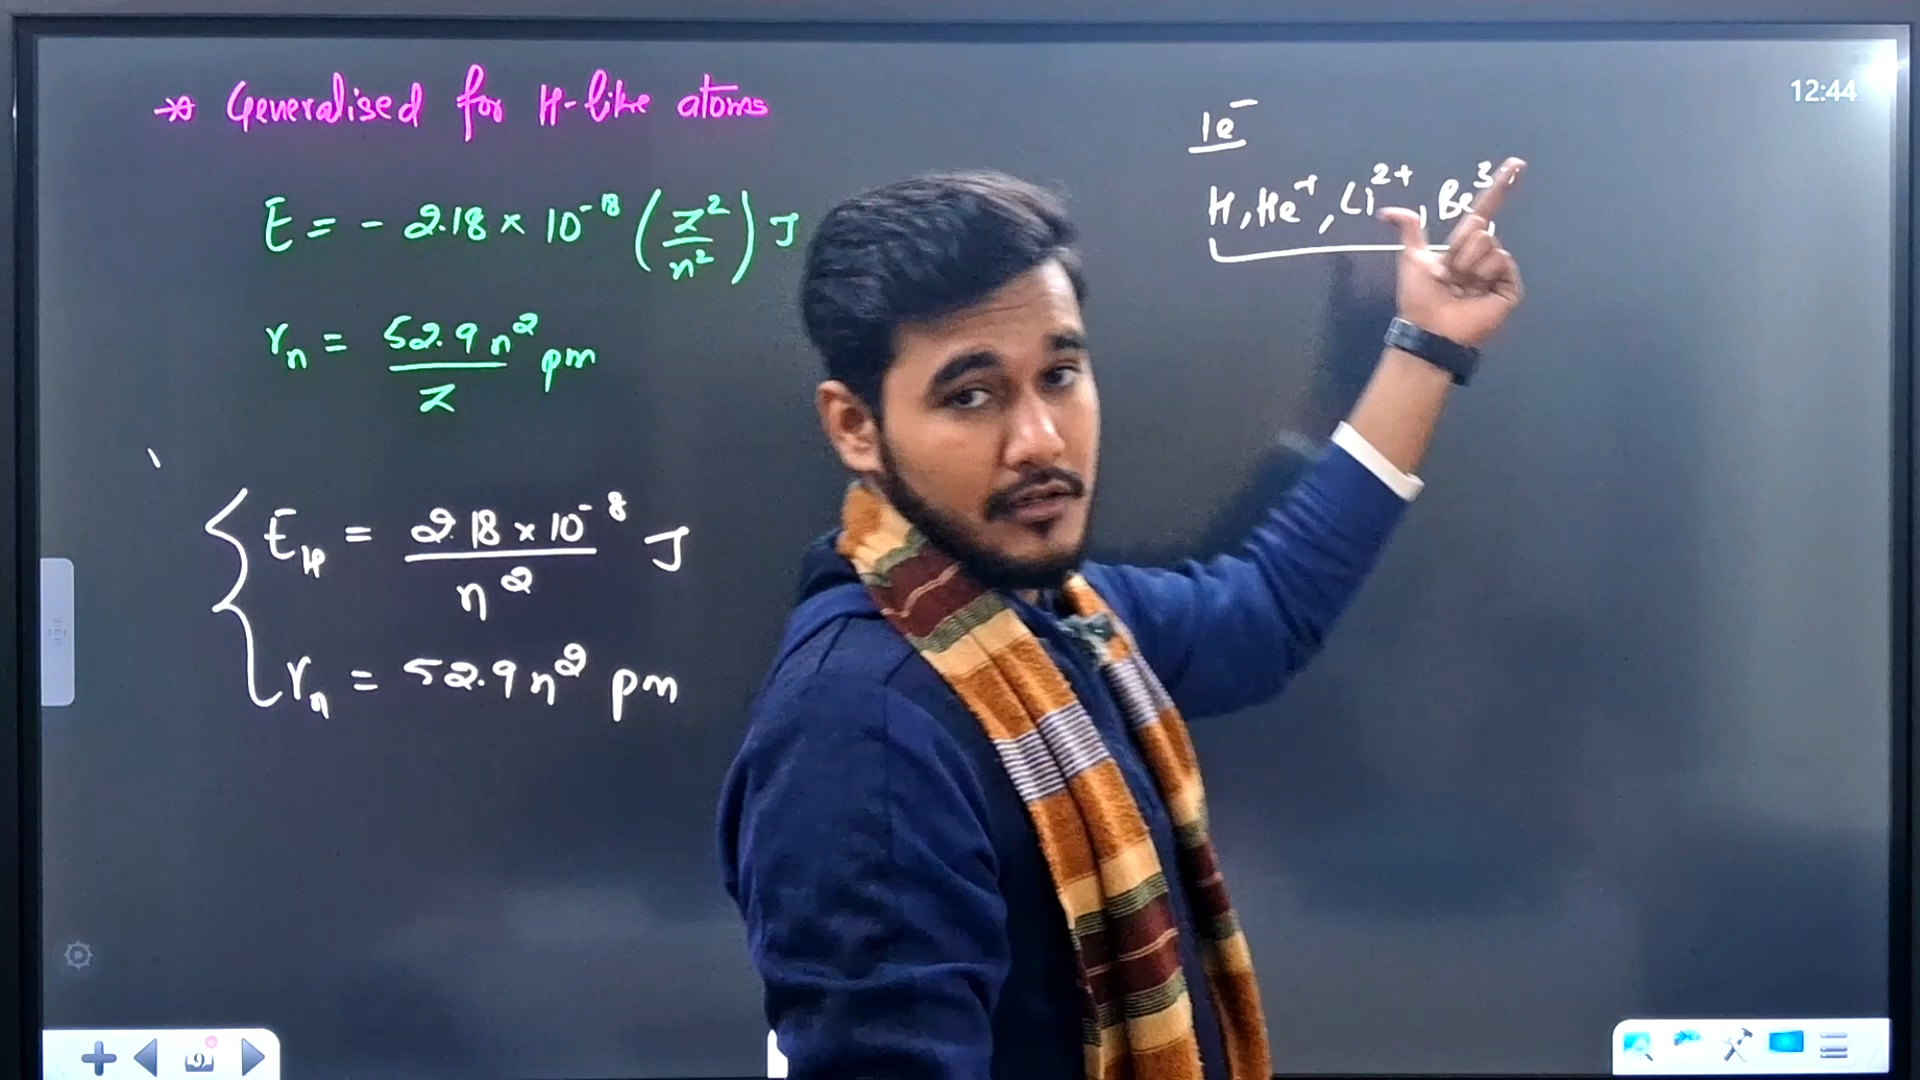 12:44
* Generalised for H-like atoms
1e⁻
H, He⁺, Li²⁺, Be³
E = - 2.18 × 10⁻¹⁸ (Z²/n²) J
rₙ = 52.9 n²/Z pm
E_H = 2.18 × 10⁻⁸/n² J
rₙ = 52.9 n² pm
9